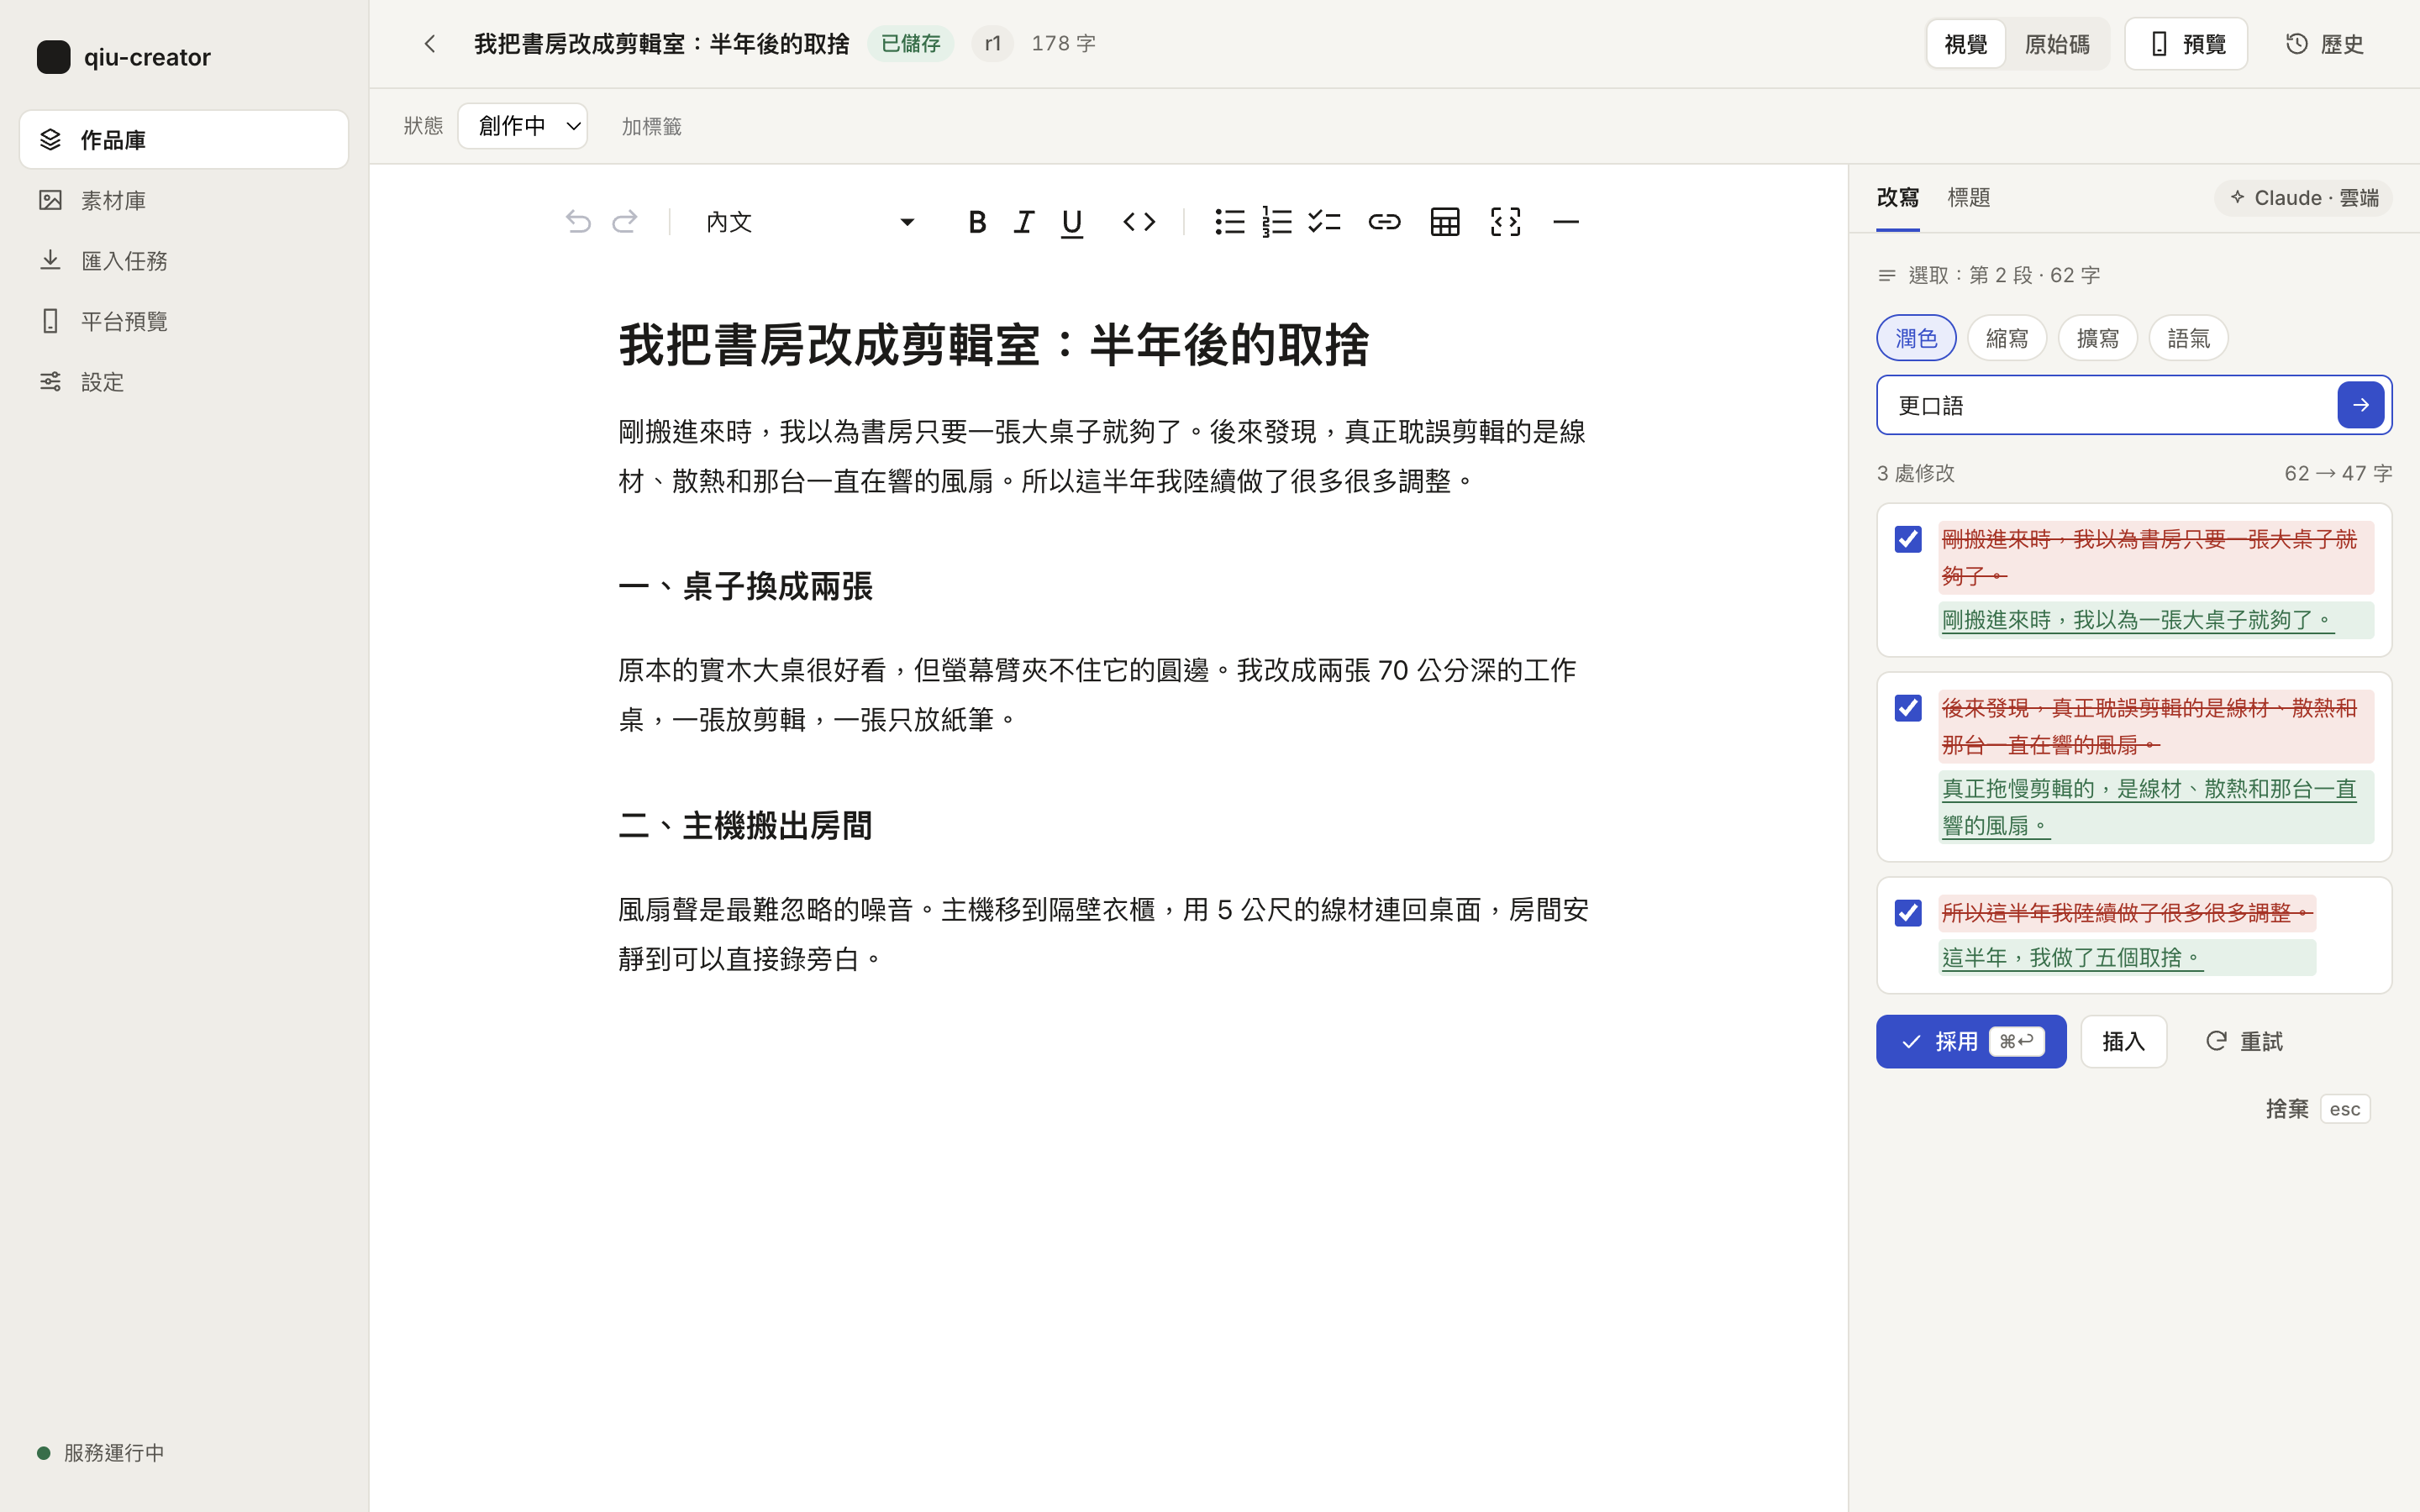 qiu-creator
作品庫
素材庫
匯入任務
平台預覽
設定
服務運行中
我把書房改成剪輯室：半年後的取捨 已儲存 r1 178 字
視覺 原始碼 預覽 歷史
狀態 創作中 加標籤
內文 B I U
我把書房改成剪輯室：半年後的取捨
剛搬進來時，我以為書房只要一張大桌子就夠了。後來發現，真正耽誤剪輯的是線
材、散熱和那台一直在響的風扇。所以這半年我陸續做了很多很多調整。
一、桌子換成兩張
原本的實木大桌很好看，但螢幕臂夾不住它的圓邊。我改成兩張 70 公分深的工作
桌，一張放剪輯，一張只放紙筆。
二、主機搬出房間
風扇聲是最難忽略的噪音。主機移到隔壁衣櫃，用 5 公尺的線材連回桌面，房間安
靜到可以直接錄旁白。
改寫 標題 Claude · 雲端
選取：第 2 段 · 62 字
潤色 縮寫 擴寫 語氣
更口語
3 處修改 62 → 47 字
剛搬進來時，我以為書房只要一張大桌子就
夠了。
剛搬進來時，我以為一張大桌子就夠了。
後來發現，真正耽誤剪輯的是線材、散熱和
那台一直在響的風扇。
真正拖慢剪輯的，是線材、散熱和那台一直
響的風扇。
所以這半年我陸續做了很多很多調整。
這半年，我做了五個取捨。
採用 ⌘↩ 插入 重試
捨棄 esc